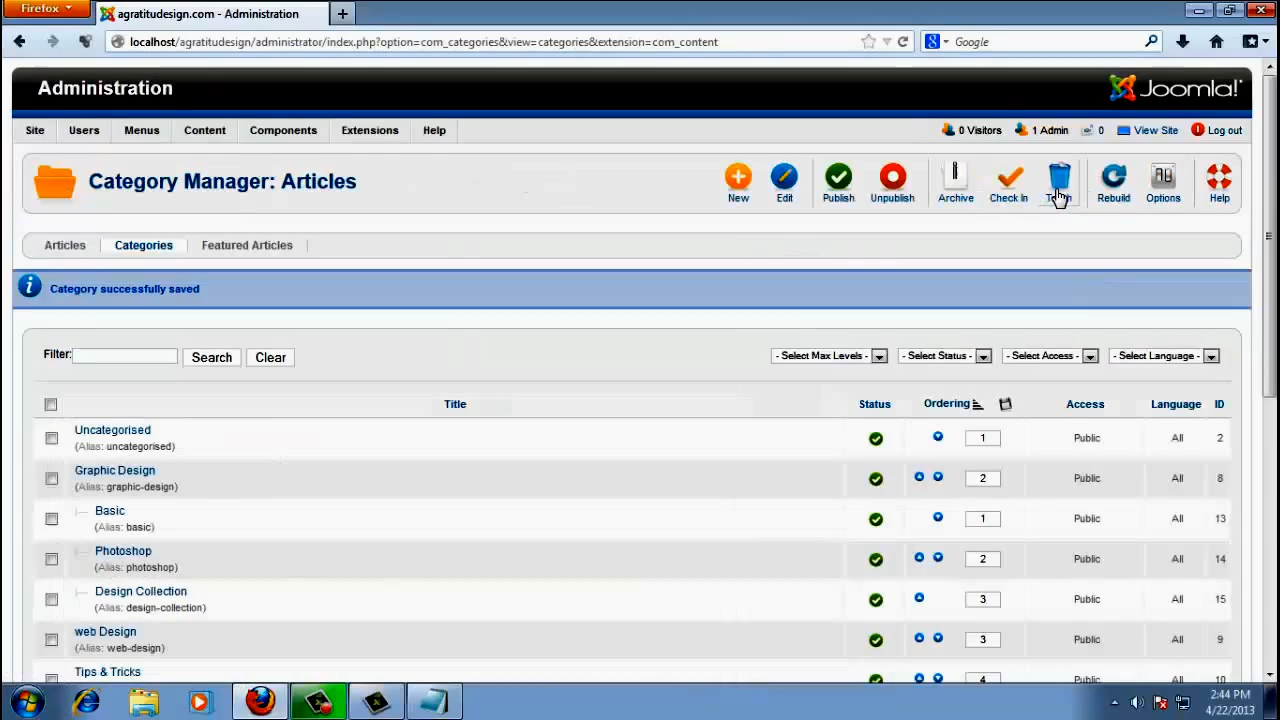 Firefox
agratitudesign.com - Administration
localhost/agratitudesign/administrator/index.php?option=com_categories&view=categories&extension=com_content
Google
Administration
Joomla!
Site Users Menus Content Components Extensions Help
0 Visitors 1 Admin 0 View Site Log out
Category Manager: Articles
New Edit Publish Unpublish Archive Check In Rebuild Options Help
Articles Categories Featured Articles
Category successfully saved
Filter: Search Clear - Select Max Levels - - Select Status - - Select Access - - Select Language -
Title Status Ordering Access Language ID
Uncategorised 1 Public All 2
(Alias: uncategorised)
Graphic Design 2 Public All 8
(Alias: graphic-design)
Basic 1 Public All 13
(Alias: basic)
Photoshop 2 Public All 14
(Alias: photoshop)
Design Collection 3 Public All 15
(Alias: design-collection)
web Design 3 Public All 9
(Alias: web-design)
Tips & Tricks 4 Public All 10
2:44 PM
4/22/2013